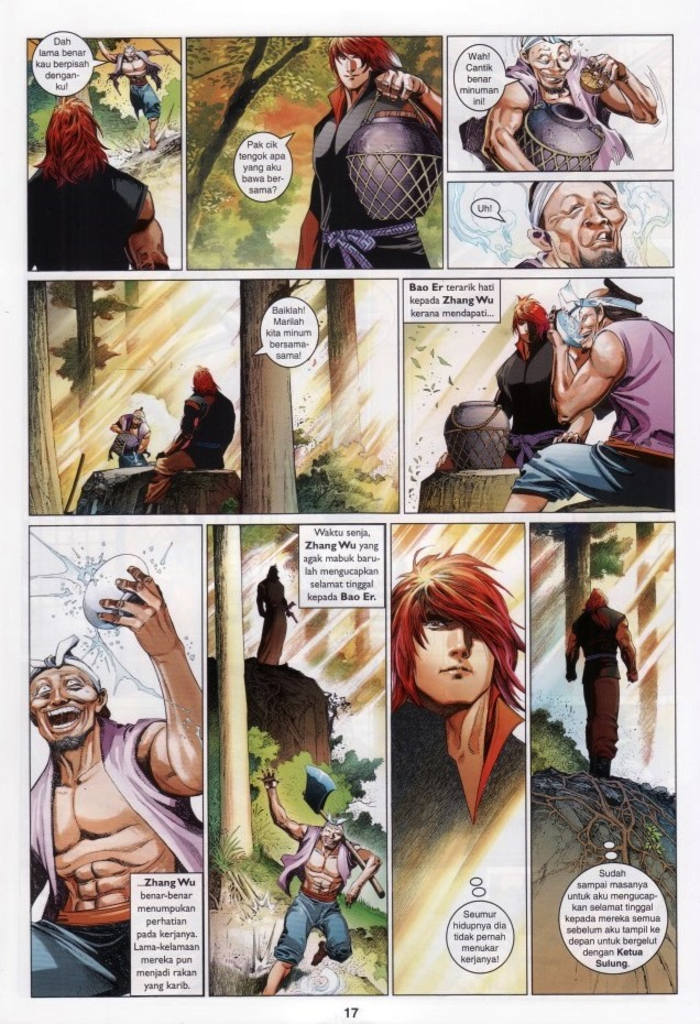 Dah
lama benar
kau berpisah
dengan-
ku!
Pak cik
tengok apa
yang aku
bawa ber-
sama?
Wah!
Cantik
benar
minuman
ini!
Uh!
Baiklah!
Marilah
kita minum
bersama-
sama!
Bao Er terarik hati
kepada Zhang Wu
kerana mendapati...
...Zhang Wu
benar-benar
menumpukan
perhatian
pada kerjanya.
Lama-kelamaan
mereka pun
menjadi rakan
yang karib.
Waktu senja,
Zhang Wu yang
agak mabuk baru-
lah mengucapkan
selamat tinggal
kepada Bao Er.
Seumur
hidupnya dia
tidak pernah
menukar
kerjanya!
Sudah
sampai masanya
untuk aku mengucap-
kan selamat tinggal
kepada mereka semua
sebelum aku tampil ke
depan untuk bergelut
dengan Ketua
Sulung.
17